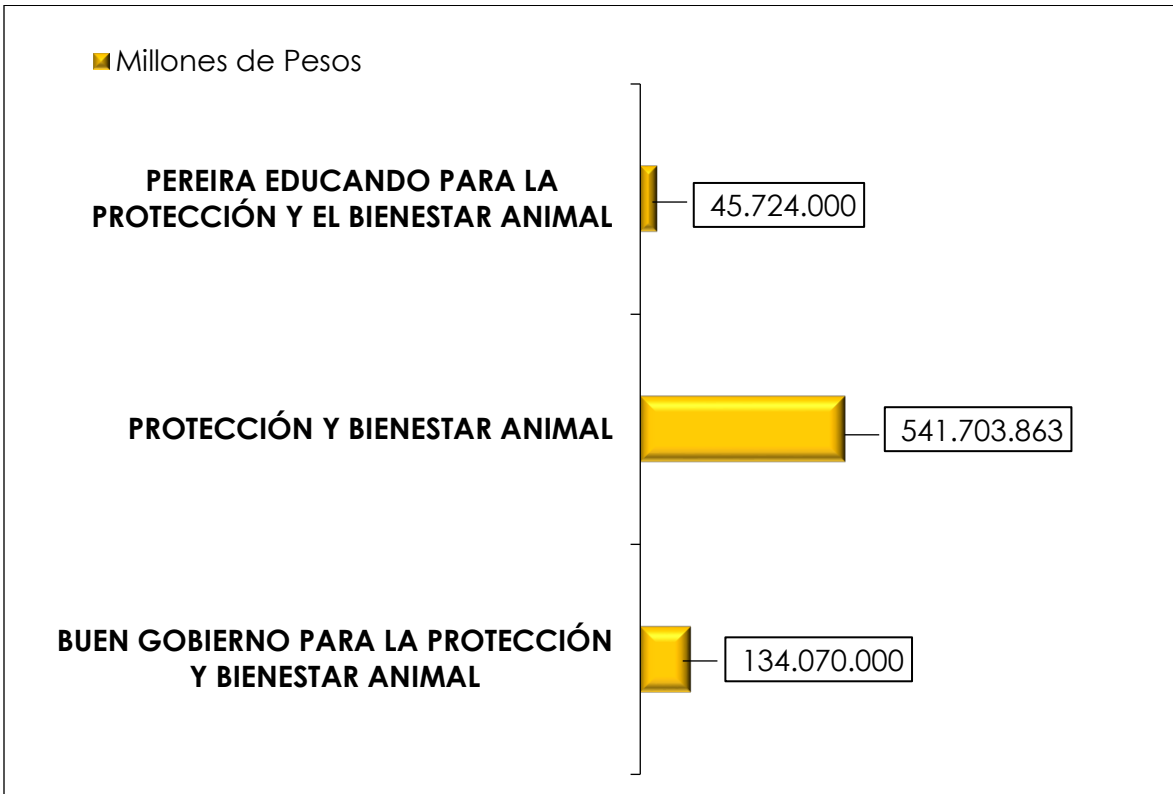 Millones de Pesos
PEREIRA EDUCANDO PARA LA
PROTECCIÓN Y EL BIENESTAR ANIMAL
45.724.000
PROTECCIÓN Y BIENESTAR ANIMAL
541.703.863
BUEN GOBIERNO PARA LA PROTECCIÓN
Y BIENESTAR ANIMAL
134.070.000